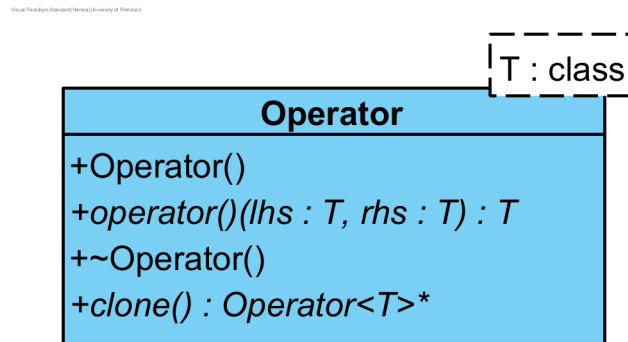 Visual Paradigm Standard(Hamza(University of Pretoria))
T : class
Operator
+Operator()
+operator()(lhs : T, rhs : T) : T
+~Operator()
+clone() : Operator<T>*